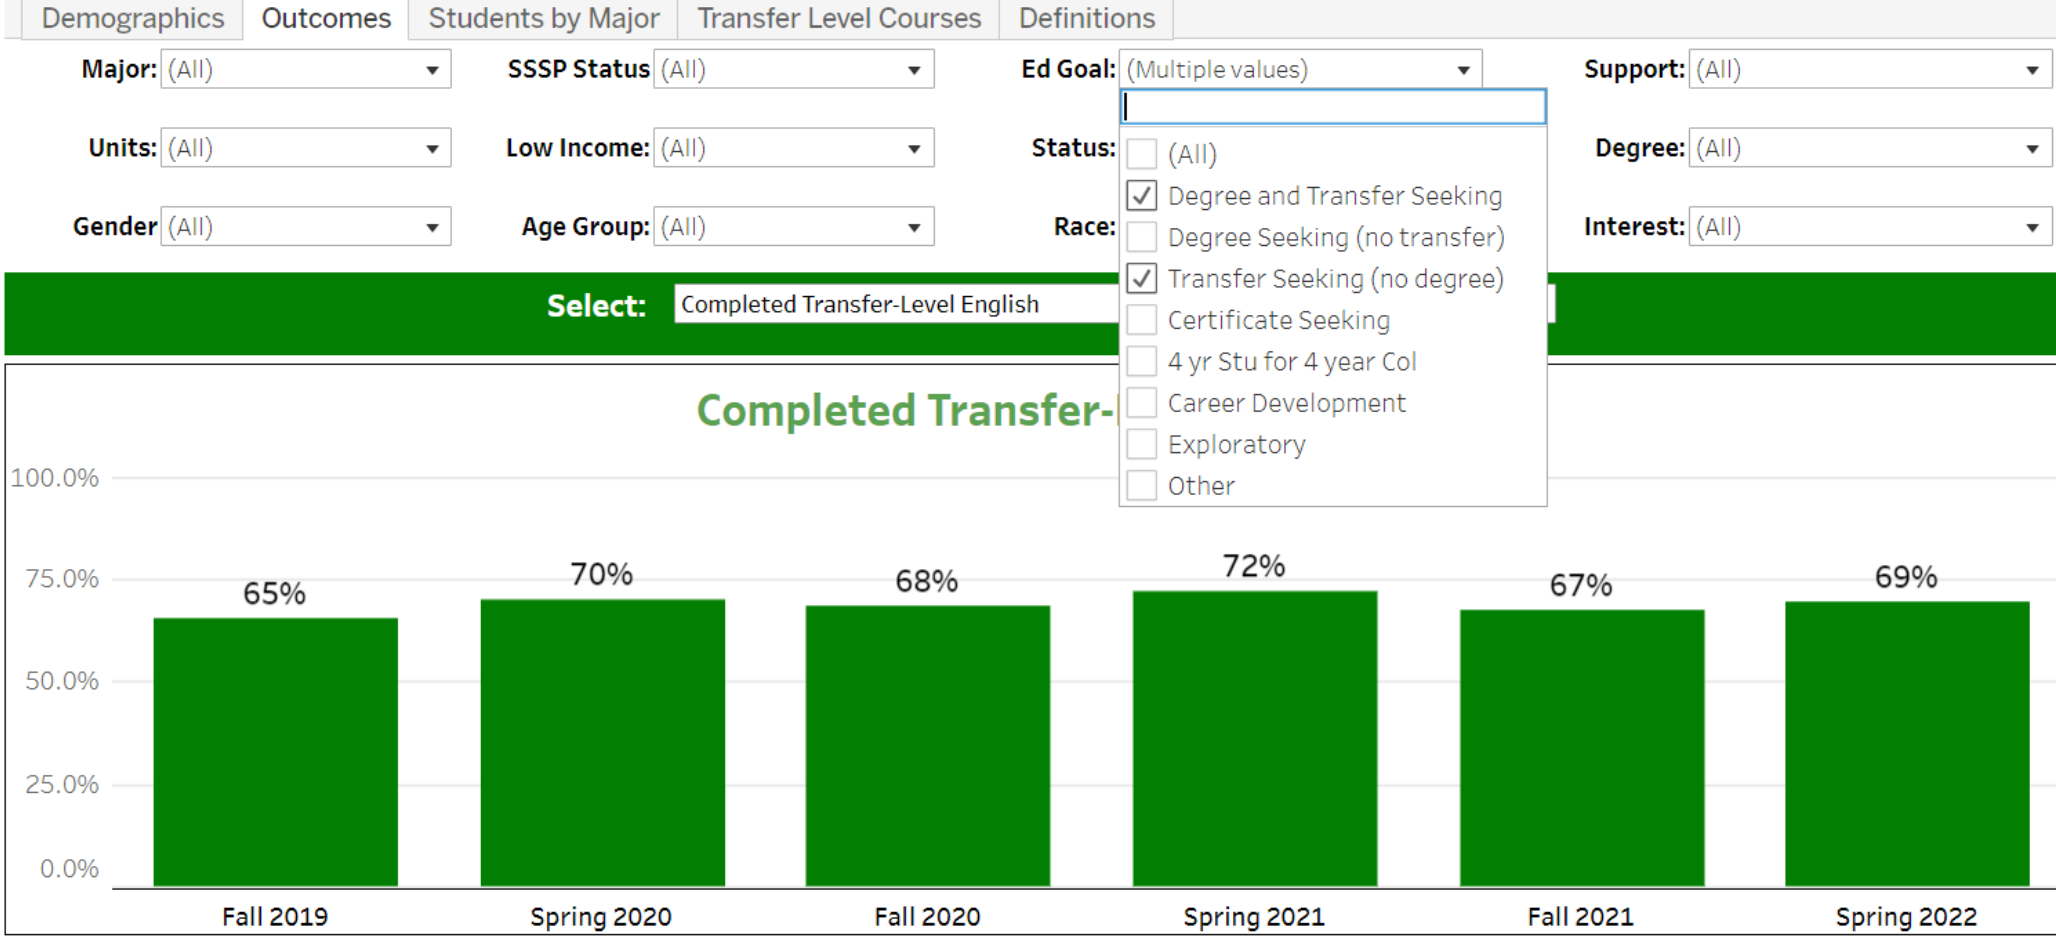 Demographics Outcomes Students by Major Transfer Level Courses Definitions
Major: (All) SSSP Status (All) Ed Goal: (Multiple values) Support: (All)
Units: (All) Low Income: (All) Status: Degree: (All)
Gender (All) Age Group: (All) Race: Interest: (All)
(All)
Degree and Transfer Seeking
Degree Seeking (no transfer)
Transfer Seeking (no degree)
Certificate Seeking
4 yr Stu for 4 year Col
Career Development
Exploratory
Other
Select: Completed Transfer-Level English
Completed Transfer-
100.0%
75.0%
50.0%
25.0%
0.0%
65% 70% 68% 72% 67% 69%
Fall 2019 Spring 2020 Fall 2020 Spring 2021 Fall 2021 Spring 2022